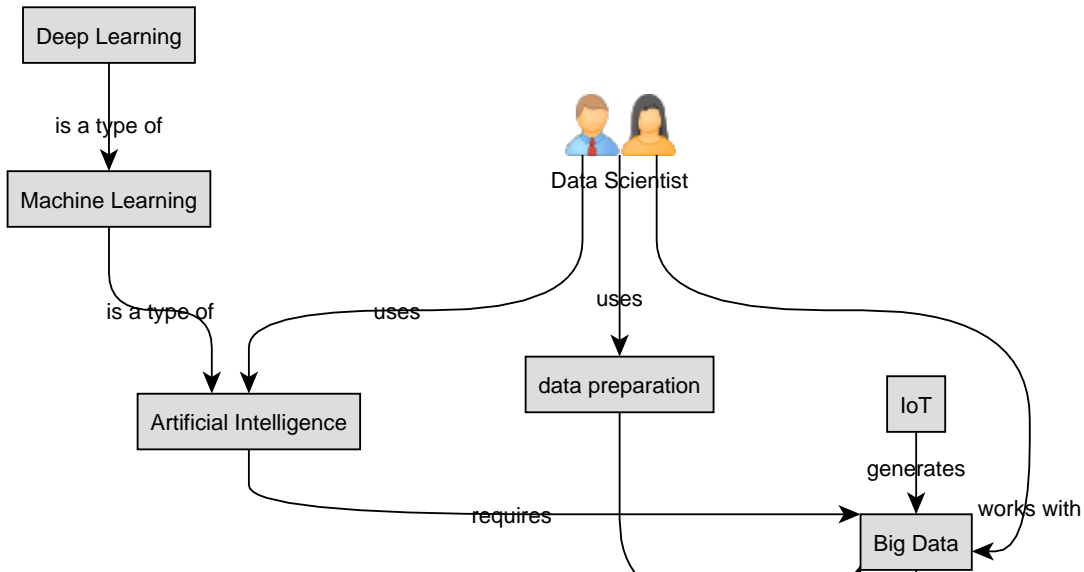 Deep Learning
is a type of
Data Scientist
Machine Learning
is a type of
uses
uses
data preparation
IoT
Artificial Intelligence
generates
requires
works with
Big Data